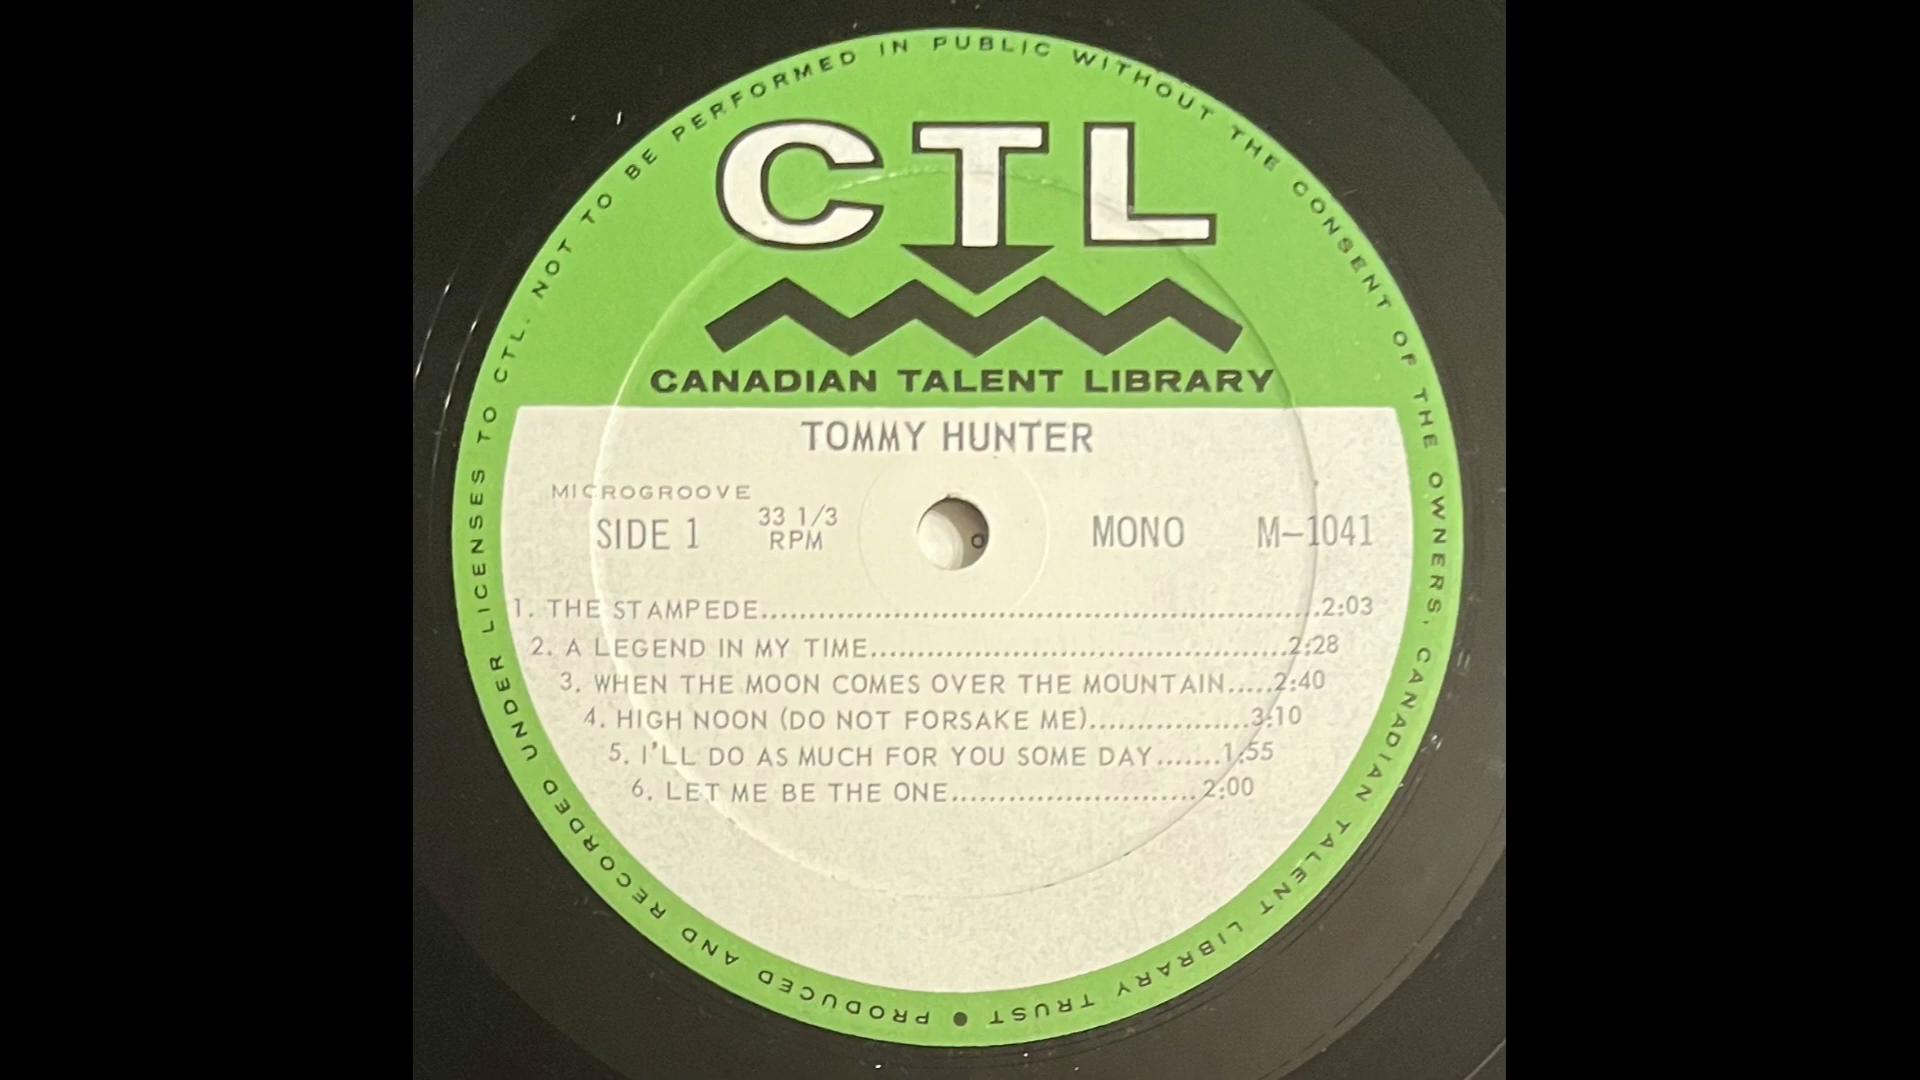 PRODUCED AND RECORDED UNDER LICENSES TO CTL. NOT TO BE PERFORMED IN PUBLIC WITHOUT THE CONSENT OF THE OWNERS, CANADIAN TALENT LIBRARY TRUST •
CTL
CANADIAN TALENT LIBRARY
TOMMY HUNTER
MICROGROOVE
SIDE 1 33 1/3 RPM MONO M-1041
1. THE STAMPEDE..........................................................2:03
2. A LEGEND IN MY TIME............................................2:28
3. WHEN THE MOON COMES OVER THE MOUNTAIN.....2:40
4. HIGH NOON (DO NOT FORSAKE ME).................3:10
5. I'LL DO AS MUCH FOR YOU SOME DAY.......1:55
6. LET ME BE THE ONE..........................2:00